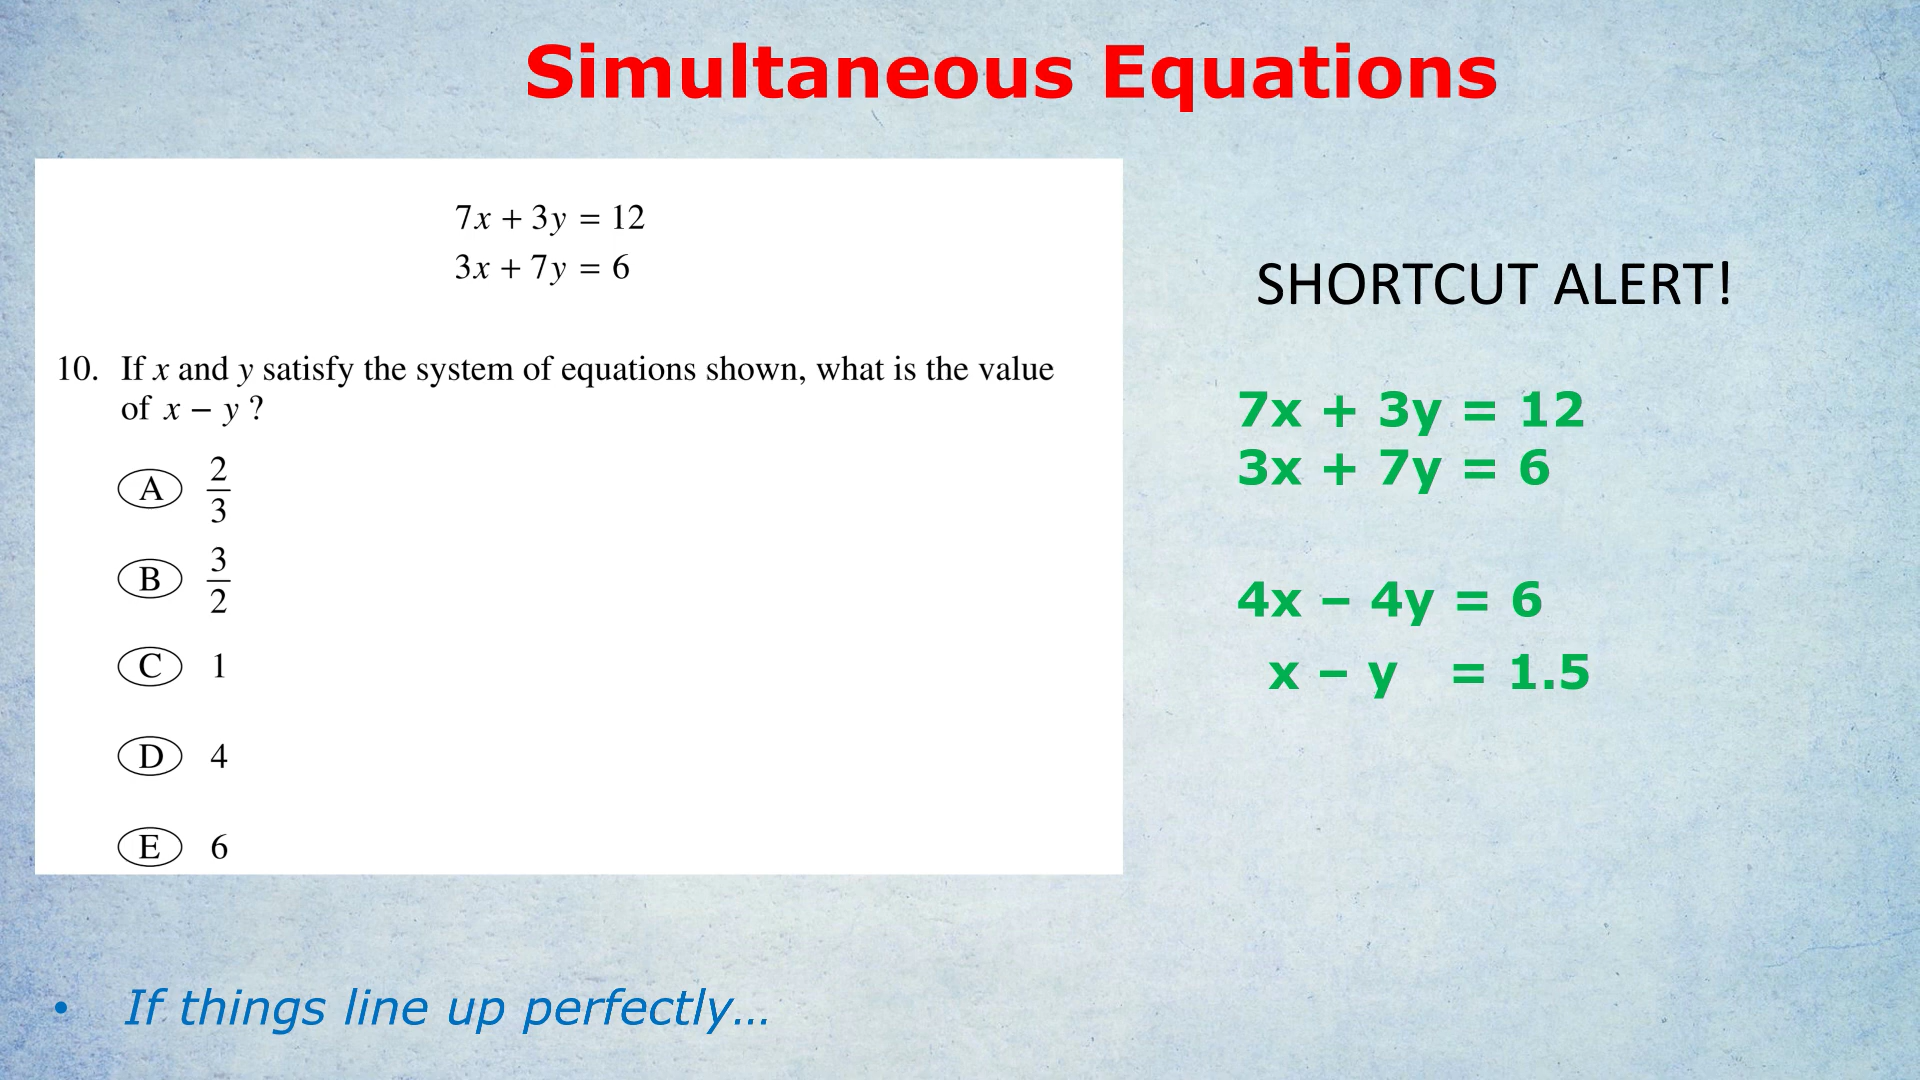 Simultaneous Equations
7x + 3y = 12
3x + 7y = 6
10. If x and y satisfy the system of equations shown, what is the value
of x − y ?
A 2/3
B 3/2
C 1
D 4
E 6
SHORTCUT ALERT!
7x + 3y = 12
3x + 7y = 6
4x – 4y = 6
x – y = 1.5
• If things line up perfectly…